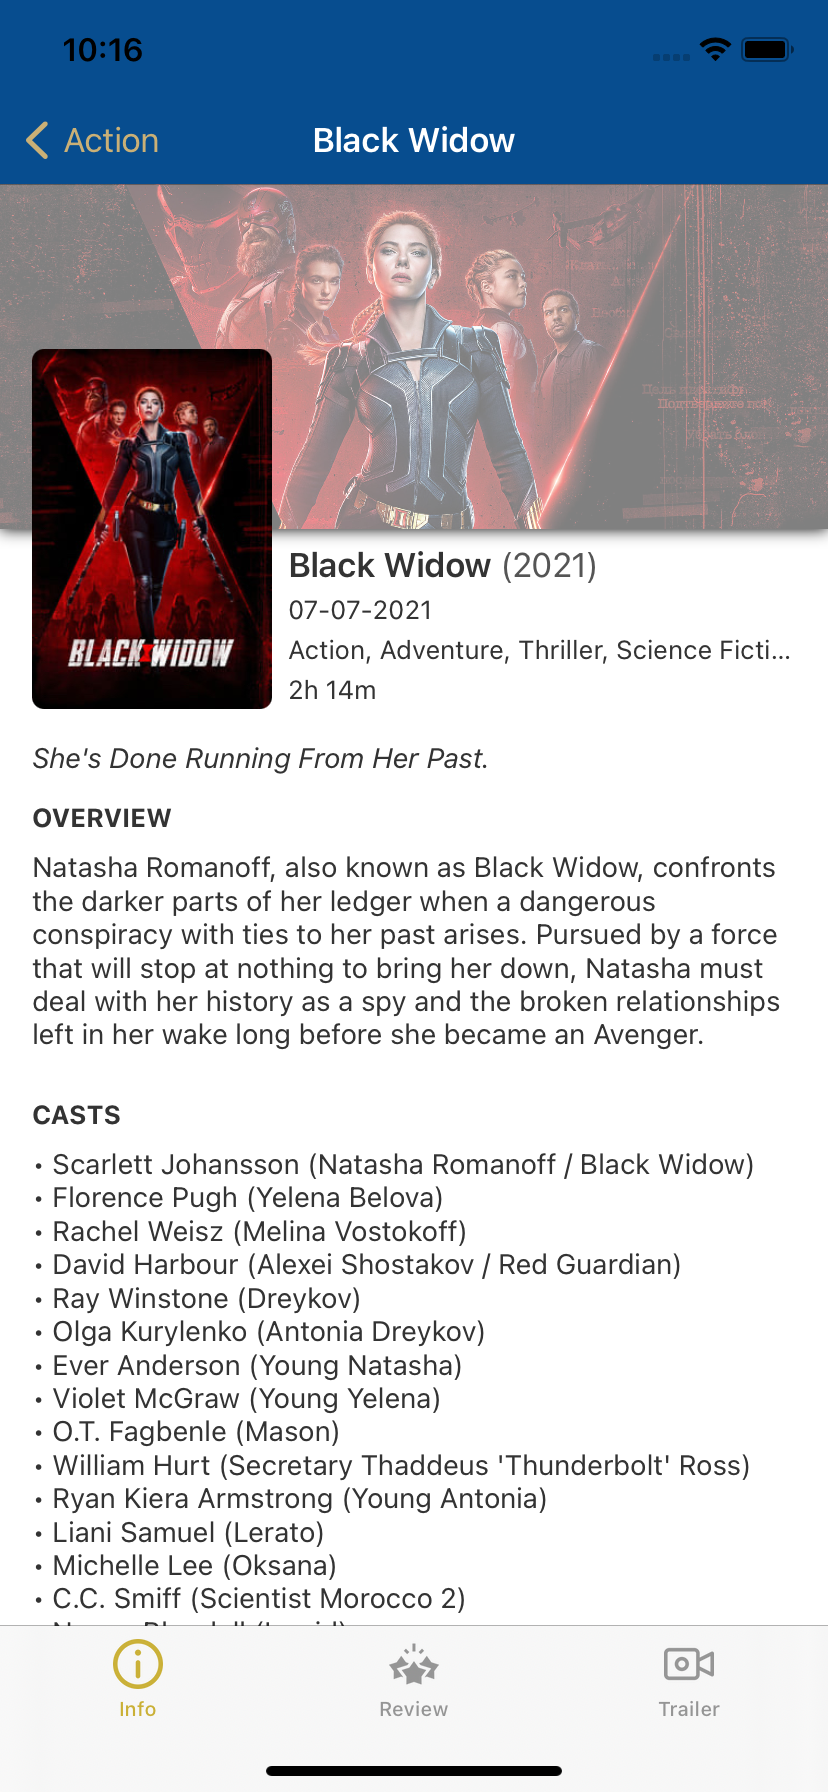 10:16
Action
Black Widow
BLACK WIDOW
Black Widow (2021)
07-07-2021
Action, Adventure, Thriller, Science Ficti...
2h 14m
She's Done Running From Her Past.
OVERVIEW
Natasha Romanoff, also known as Black Widow, confronts
the darker parts of her ledger when a dangerous
conspiracy with ties to her past arises. Pursued by a force
that will stop at nothing to bring her down, Natasha must
deal with her history as a spy and the broken relationships
left in her wake long before she became an Avenger.
CASTS
• Scarlett Johansson (Natasha Romanoff / Black Widow)
• Florence Pugh (Yelena Belova)
• Rachel Weisz (Melina Vostokoff)
• David Harbour (Alexei Shostakov / Red Guardian)
• Ray Winstone (Dreykov)
• Olga Kurylenko (Antonia Dreykov)
• Ever Anderson (Young Natasha)
• Violet McGraw (Young Yelena)
• O.T. Fagbenle (Mason)
• William Hurt (Secretary Thaddeus 'Thunderbolt' Ross)
• Ryan Kiera Armstrong (Young Antonia)
• Liani Samuel (Lerato)
• Michelle Lee (Oksana)
• C.C. Smiff (Scientist Morocco 2)
Info
Review
Trailer